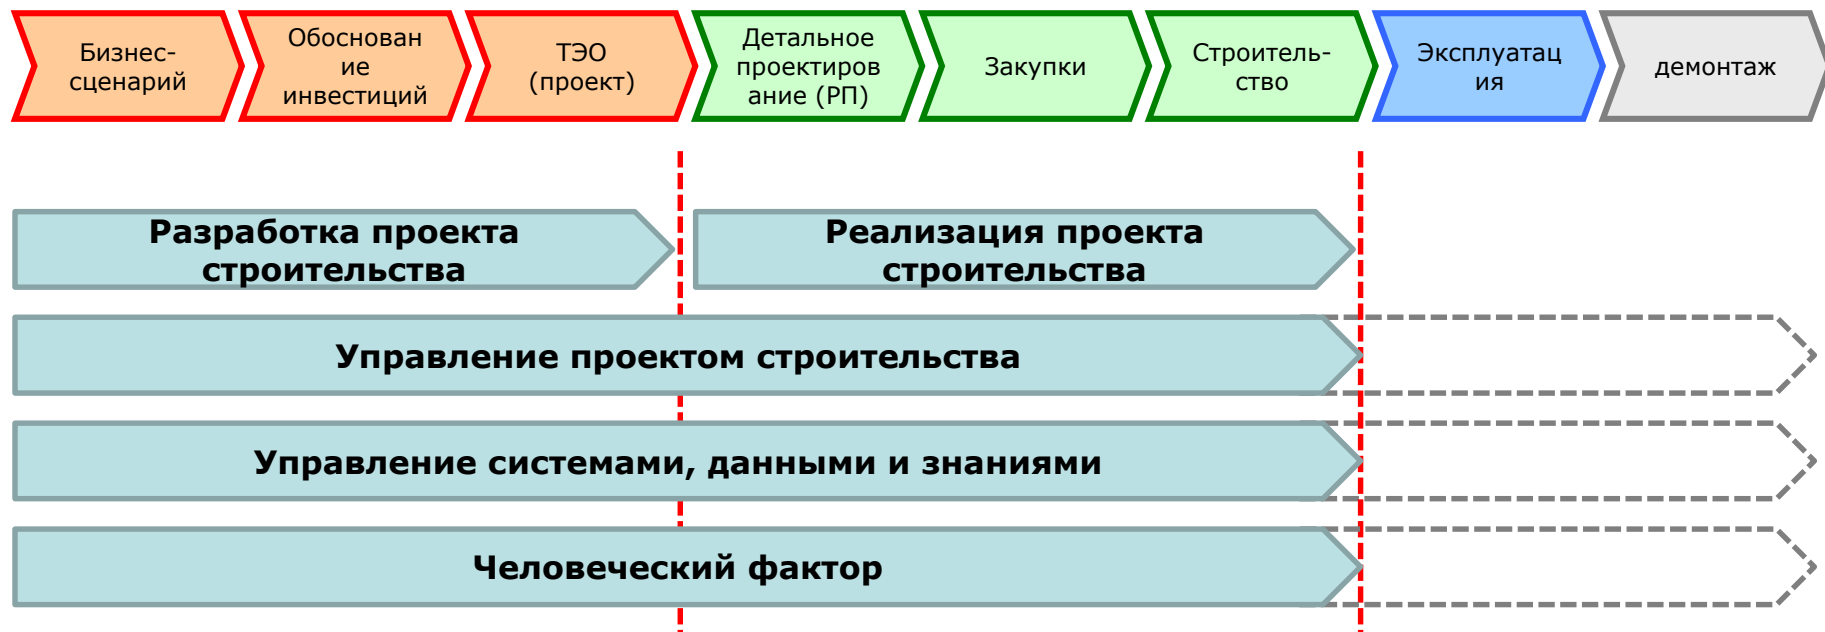 Бизнес-
сценарий
Обоснован
ие
инвестиций
ТЭО
(проект)
Детальное
проектиров
ание (РП)
Закупки
Строитель-
ство
Эксплуатац
ия
демонтаж
Разработка проекта
строительства
Реализация проекта
строительства
Управление проектом строительства
Управление системами, данными и знаниями
Человеческий фактор